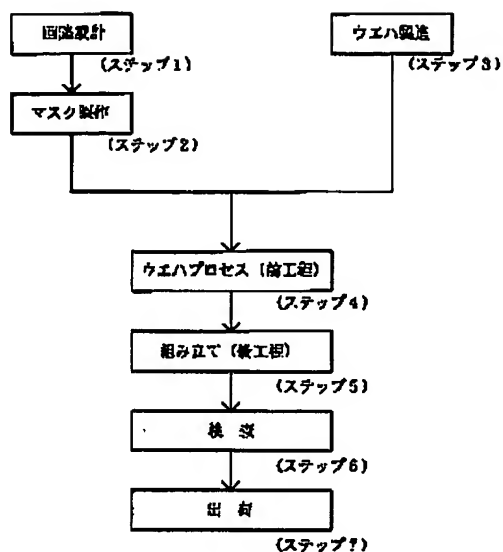 回路設計
(ステップ1)
ウエハ製造
(ステップ3)
マスク製作
(ステップ2)
ウエハプロセス(前工程)
(ステップ4)
組み立て(後工程)
(ステップ5)
検査
(ステップ6)
出荷
(ステップ7)